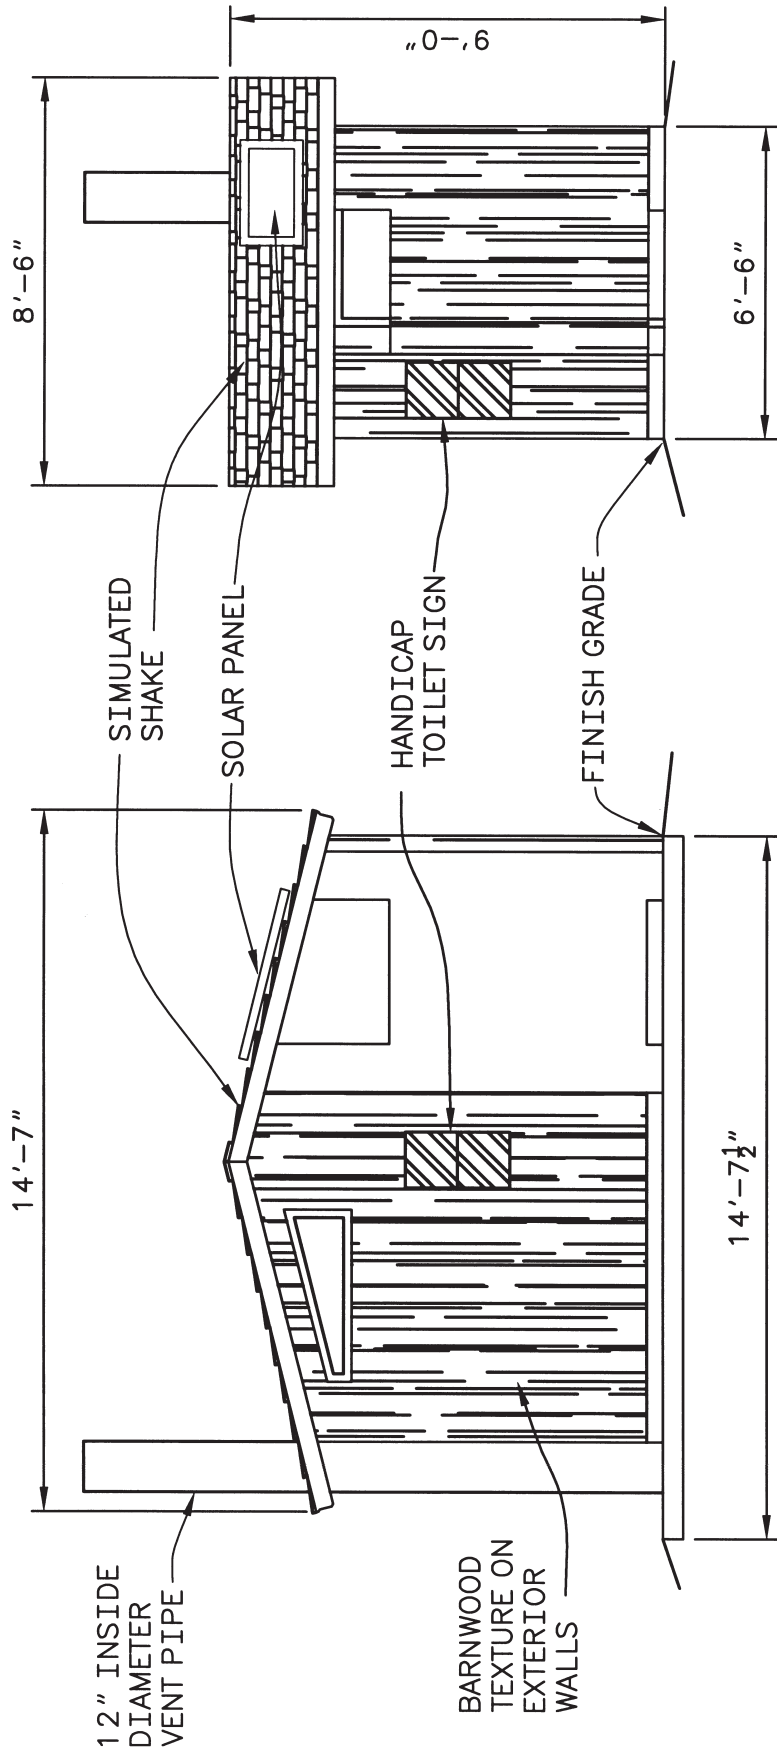 14'-7"
8'-6"
12" INSIDE
DIAMETER
VENT PIPE
SIMULATED
SHAKE
SOLAR PANEL
9'-0"
HANDICAP
TOILET SIGN
BARNWOOD
TEXTURE ON
EXTERIOR
WALLS
FINISH GRADE
14'-7½"
6'-6"